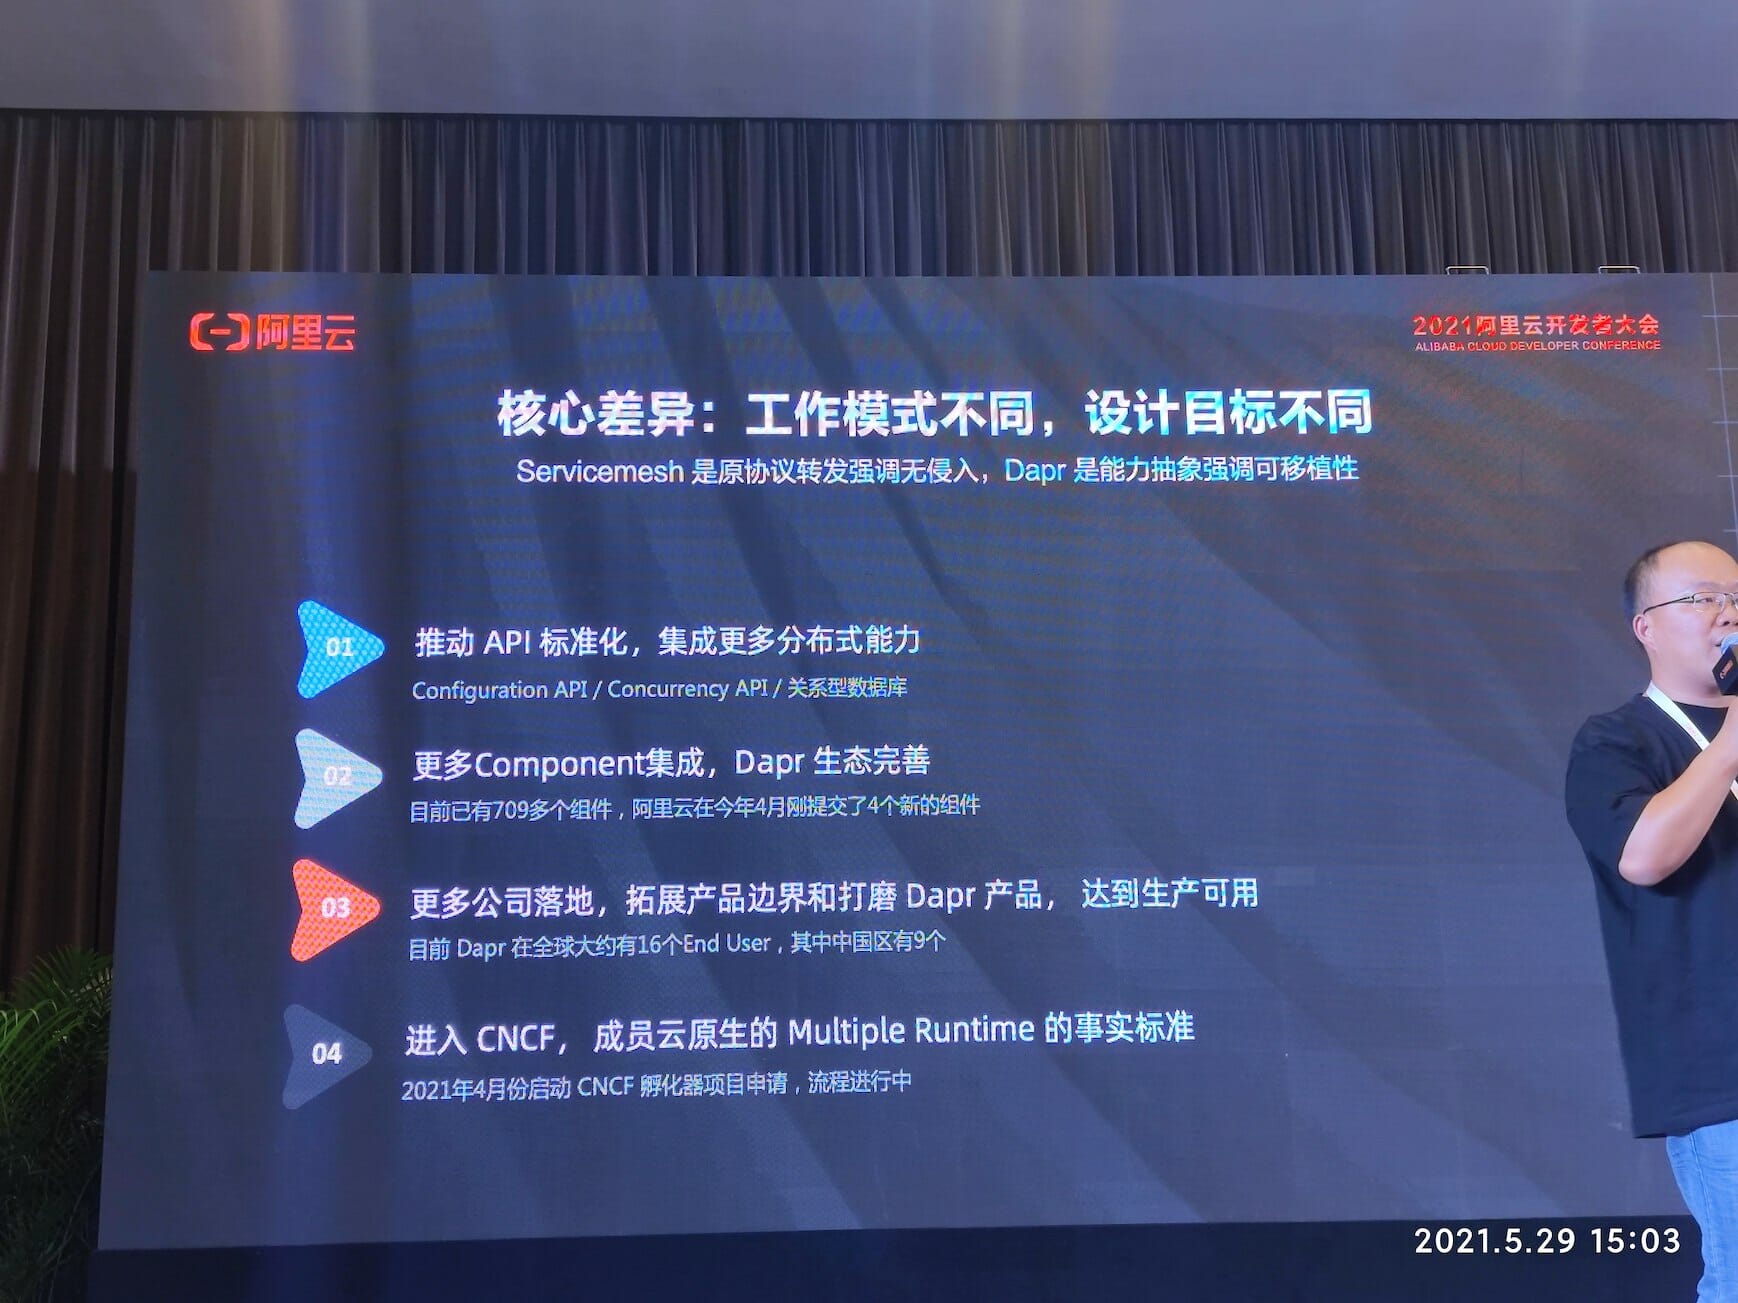 阿里云
2021阿里云开发者大会
ALIBABA CLOUD DEVELOPER CONFERENCE
核心差异：工作模式不同，设计目标不同
Servicemesh 是原协议转发强调无侵入，Dapr 是能力抽象强调可移植性
01
推动 API 标准化，集成更多分布式能力
Configuration API / Concurrency API / 关系型数据库
02
更多Component集成，Dapr 生态完善
目前已有709多个组件，阿里云在今年4月刚提交了4个新的组件
03
更多公司落地，拓展产品边界和打磨 Dapr 产品， 达到生产可用
目前 Dapr 在全球大约有16个End User，其中中国区有9个
04
进入 CNCF， 成员云原生的 Multiple Runtime 的事实标准
2021年4月份启动 CNCF 孵化器项目申请，流程进行中
2021.5.29 15:03